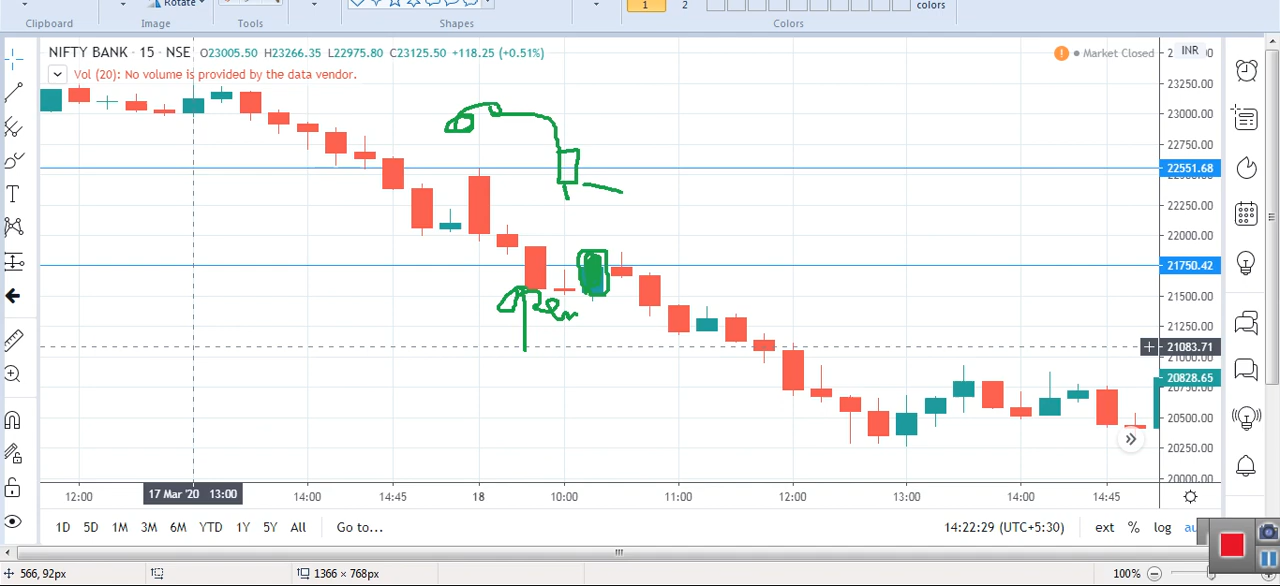 Rotate
1
2
colors
Clipboard
Image
Tools
Shapes
Colors
NIFTY BANK · 15 · NSE O23005.50 H23266.35 L22975.80 C23125.50 +118.25 (+0.51%)
Market Closed
INR
Vol (20): No volume is provided by the data vendor.
23250.00
23000.00
22750.00
22551.68
22250.00
22000.00
21750.42
21500.00
21250.00
21083.71
21000.00
20828.65
20500.00
20250.00
20000.00
12:00
17 Mar '20 13:00
14:00
14:45
18
10:00
11:00
12:00
13:00
14:00
14:45
1D 5D 1M 3M 6M YTD 1Y 5Y All Go to...
14:22:29 (UTC+5:30) ext % log
566, 92px
1366 × 768px
100%